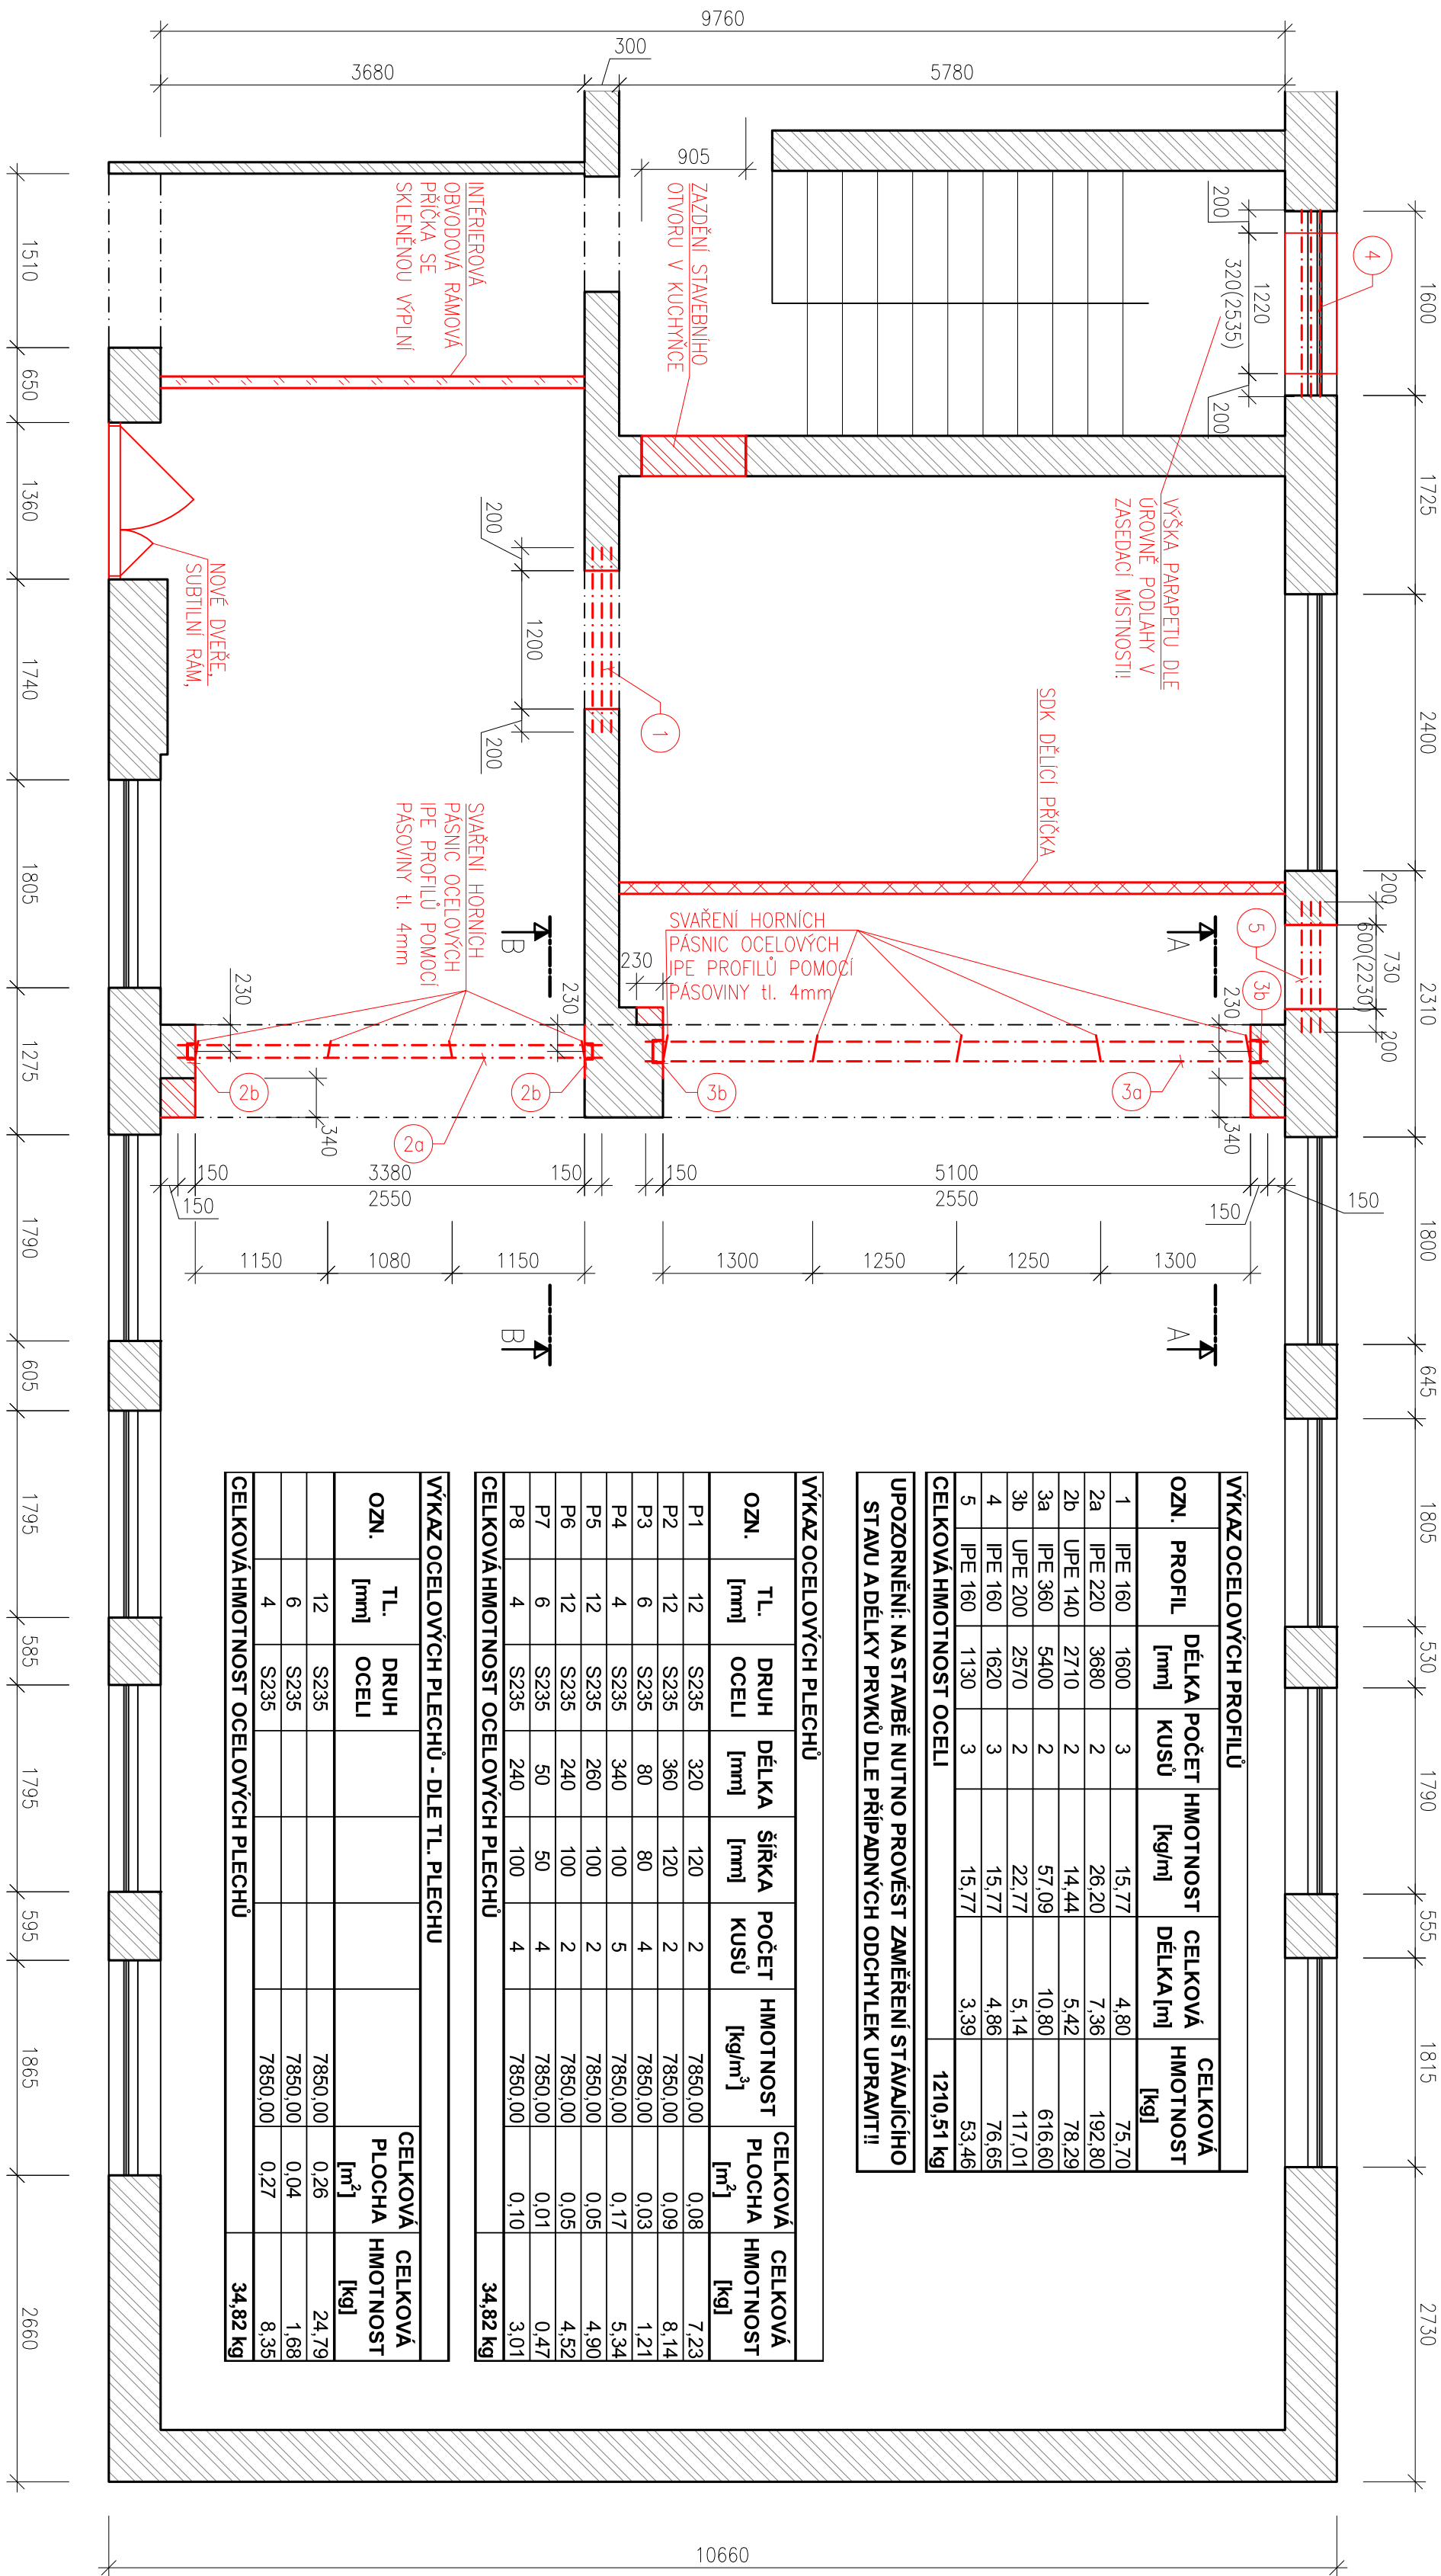 9760
3680
300
5780
905
1600
1725
2400
2310
1800
645
1805
530
1790
555
1815
2730
200
1220
320(2535)
200
4
200
730
600(2230)
200
5
3b
VÝŠKA PARAPETU DLE
ÚROVNĚ PODLAHY V
ZASEDACÍ MÍSTNOSTI!
ZAZDĚNÍ STAVEBNÍHO
OTVORU V KUCHYŇCE
INTÉRIEROVÁ
OBVODOVÁ RÁMOVÁ
PŘÍČKA SE
SKLENĚNOU VÝPLNÍ
NOVÉ DVEŘE,
SUBTILNÍ RÁM,
200
1200
200
1
SDK DĚLÍCÍ PŘÍČKA
SVAŘENÍ HORNÍCH
PÁSNIC OCELOVÝCH
IPE PROFILŮ POMOCÍ
PÁSOVINY tl. 4mm
SVAŘENÍ HORNÍCH
PÁSNIC OCELOVÝCH
IPE PROFILŮ POMOCÍ
PÁSOVINY tl. 4mm
A
B
230
230
230
230
2b
2a
2b
3b
3a
340
340
150
150
3380
2550
150
150
5100
2550
150
150
1150
1080
1150
1300
1250
1250
1300
A
B
VÝKAZ OCELOVÝCH PROFILŮ
OZN. PROFIL DÉLKA [mm] POČET KUSŮ HMOTNOST [kg/m] CELKOVÁ DÉLKA [m] CELKOVÁ HMOTNOST [kg]
1 IPE 160 1600 3 15,77 4,80 75,70
2a IPE 220 3680 2 26,20 7,36 192,80
2b UPE 140 2710 2 14,44 5,42 78,29
3a IPE 360 5400 2 57,09 10,80 616,60
3b UPE 200 2570 2 22,77 5,14 117,01
4 IPE 160 1620 3 15,77 4,86 76,65
5 IPE 160 1130 3 15,77 3,39 53,46
CELKOVÁ HMOTNOST OCELI 1210,51 kg
UPOZORNĚNÍ: NA STAVBĚ NUTNO PROVÉST ZAMĚŘENÍ STÁVAJÍCÍHO
STAVU A DÉLKY PRVKŮ DLE PŘÍPADNÝCH ODCHYLEK UPRAVIT!!
VÝKAZ OCELOVÝCH PLECHŮ
OZN. TL. [mm] DRUH OCELI DÉLKA [mm] ŠÍŘKA [mm] POČET KUSŮ HMOTNOST [kg/m³] CELKOVÁ PLOCHA [m²] CELKOVÁ HMOTNOST [kg]
P1 12 S235 320 120 2 7850,00 0,08 7,23
P2 12 S235 360 120 2 7850,00 0,09 8,14
P3 6 S235 80 80 4 7850,00 0,03 1,21
P4 4 S235 340 100 5 7850,00 0,17 5,34
P5 12 S235 260 100 2 7850,00 0,05 4,90
P6 12 S235 240 100 2 7850,00 0,05 4,52
P7 6 S235 50 50 4 7850,00 0,01 0,47
P8 4 S235 240 100 4 7850,00 0,10 3,01
CELKOVÁ HMOTNOST OCELOVÝCH PLECHŮ 34,82 kg
VÝKAZ OCELOVÝCH PLECHŮ - DLE TL. PLECHU
OZN. TL. [mm] DRUH OCELI CELKOVÁ PLOCHA [m²] CELKOVÁ HMOTNOST [kg]
12 S235 7850,00 0,26 24,79
6 S235 7850,00 0,04 1,68
4 S235 7850,00 0,27 8,35
CELKOVÁ HMOTNOST OCELOVÝCH PLECHŮ 34,82 kg
1510
650
1360
1740
1805
1275
1790
605
1795
585
1795
595
1865
2660
10660